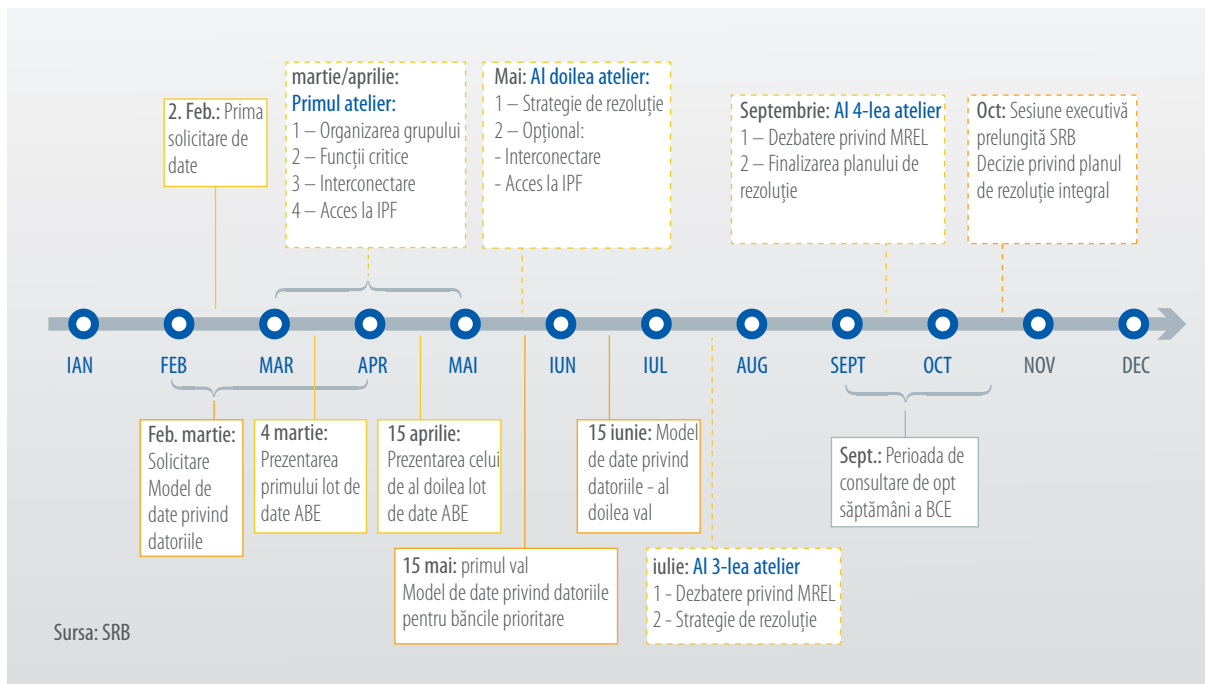 2. Feb.: Prima
solicitare de
date
martie/aprilie:
Primul atelier:
1 – Organizarea grupului
2 – Funcții critice
3 – Interconectare
4 – Acces la IPF
Mai: Al doilea atelier:
1 – Strategie de rezoluție
2 – Opțional:
- Interconectare
- Acces la IPF
Septembrie: Al 4-lea atelier
1 – Dezbatere privind MREL
2 – Finalizarea planului de
rezoluție
Oct: Sesiune executivă
prelungită SRB
Decizie privind planul
de rezoluție integral
IAN
FEB
MAR
APR
MAI
IUN
IUL
AUG
SEPT
OCT
NOV
DEC
Feb. martie:
Solicitare
Model de
date privind
datoriile
4 martie:
Prezentarea
primului lot de
date ABE
15 aprilie:
Prezentarea celui
de al doilea lot
de date ABE
15 mai: primul val
Model de date privind datoriile
pentru băncile prioritare
15 iunie: Model
de date privind
datoriile - al
doilea val
iulie: Al 3-lea atelier
1 - Dezbatere privind MREL
2 - Strategie de rezoluție
Sept.: Perioada de
consultare de opt
săptămâni a BCE
Sursa: SRB